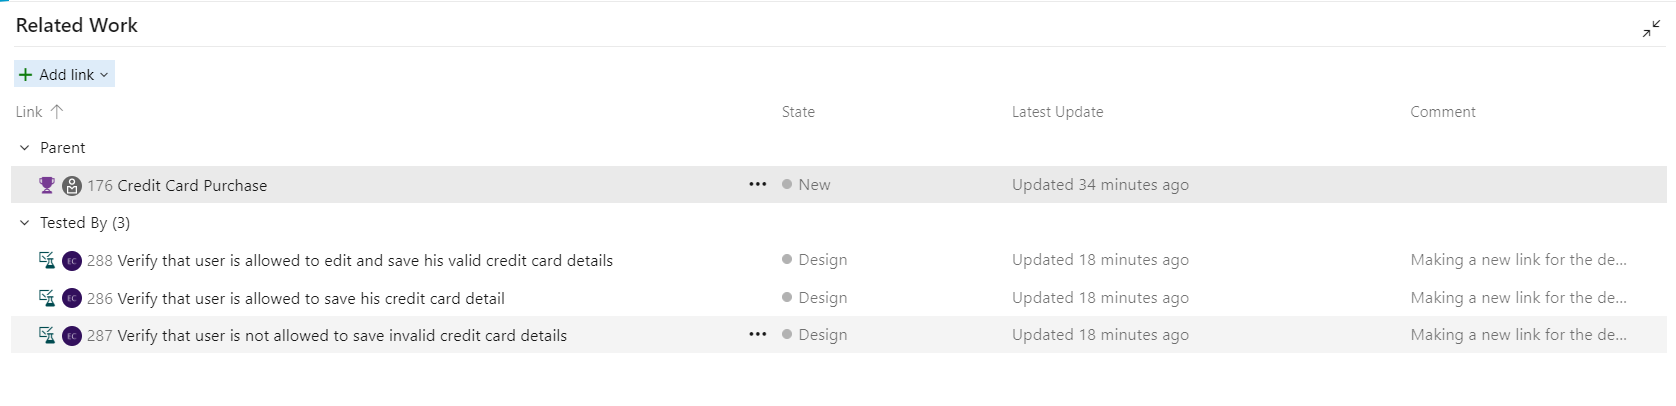 Related Work
Add link
Link State Latest Update Comment
Parent
176 Credit Card Purchase ••• New Updated 34 minutes ago
Tested By (3)
EC 288 Verify that user is allowed to edit and save his valid credit card details Design Updated 18 minutes ago Making a new link for the de...
EC 286 Verify that user is allowed to save his credit card detail Design Updated 18 minutes ago Making a new link for the de...
EC 287 Verify that user is not allowed to save invalid credit card details ••• Design Updated 18 minutes ago Making a new link for the de...